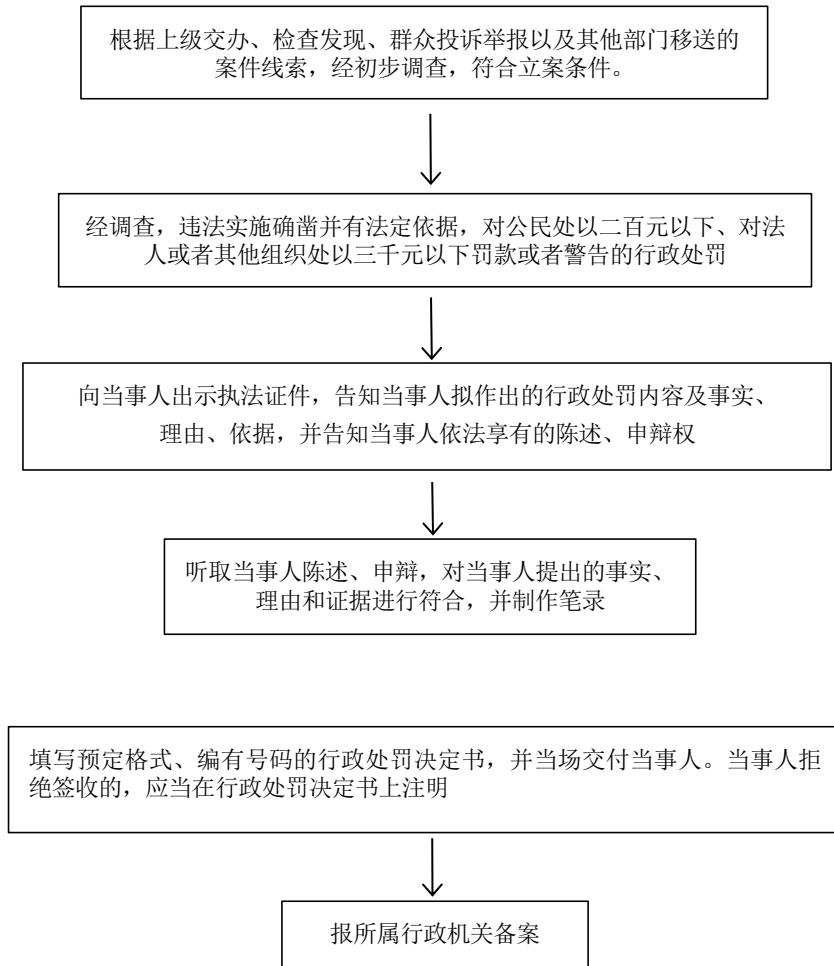 根据上级交办、检查发现、群众投诉举报以及其他部门移送的
案件线索，经初步调查，符合立案条件。
经调查，违法实施确凿并有法定依据，对公民处以二百元以下、对法
人或者其他组织处以三千元以下罚款或者警告的行政处罚
向当事人出示执法证件，告知当事人拟作出的行政处罚内容及事实、
理由、依据，并告知当事人依法享有的陈述、申辩权
听取当事人陈述、申辩，对当事人提出的事实、
理由和证据进行符合，并制作笔录
填写预定格式、编有号码的行政处罚决定书，并当场交付当事人。当事人拒
绝签收的，应当在行政处罚决定书上注明
报所属行政机关备案